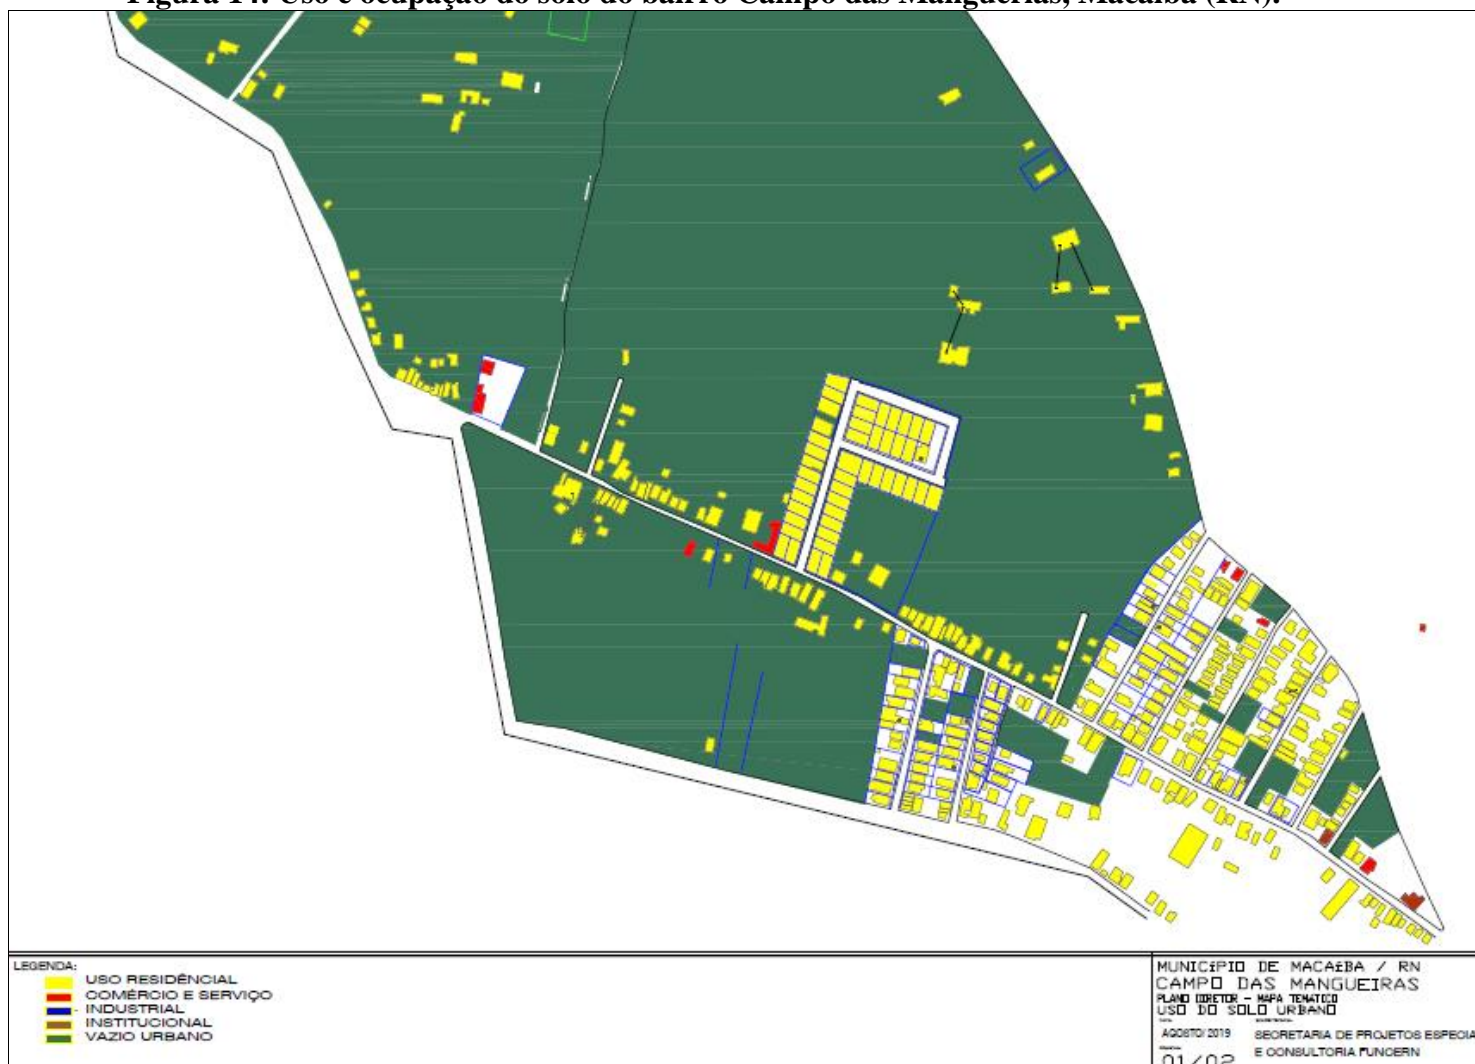 Figura 14: Uso e ocupação do solo do bairro Campo das Manguerias, Macaíba (RN).
LEGENDA:
USO RESIDÊNCIAL
COMÉRCIO E SERVIÇO
INDUSTRIAL
INSTITUCIONAL
VAZIO URBANO
MUNICíPIO DE MACAíBA / RN
CAMPO DAS MANGUEIRAS
PLANO DIRETOR - MAPA TEMATICO
USO DO SOLO URBANO
AGOSTO/2019
SECRETARIA DE PROJETOS ESPECIA
E CONSULTORIA FUNCERN
01/02